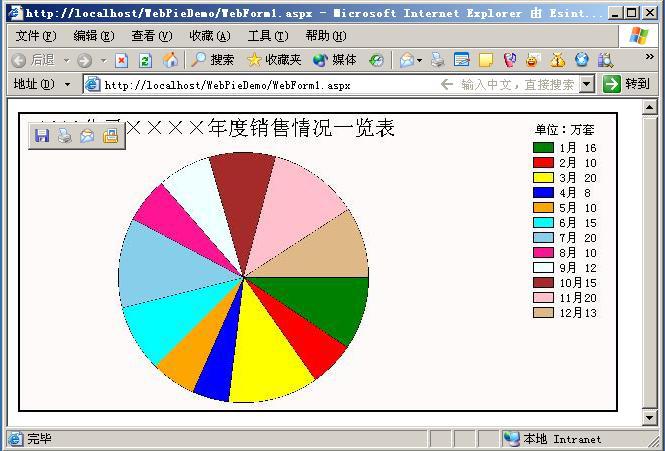 http://localhost/WebPieDemo/WebForm1.aspx - Microsoft Internet Explorer 由 Esint...
文件(F) 编辑(E) 查看(V) 收藏(A) 工具(T) 帮助(H)
后退 搜索 收藏夹 媒体 »
地址(D) http://localhost/WebPieDemo/WebForm1.aspx 输入中文，直接搜索 转到
××××年度销售情况一览表
单位：万套
1月 16
2月 10
3月 20
4月 8
5月 10
6月 15
7月 20
8月 10
9月 12
10月15
11月20
12月13
完毕 本地 Intranet